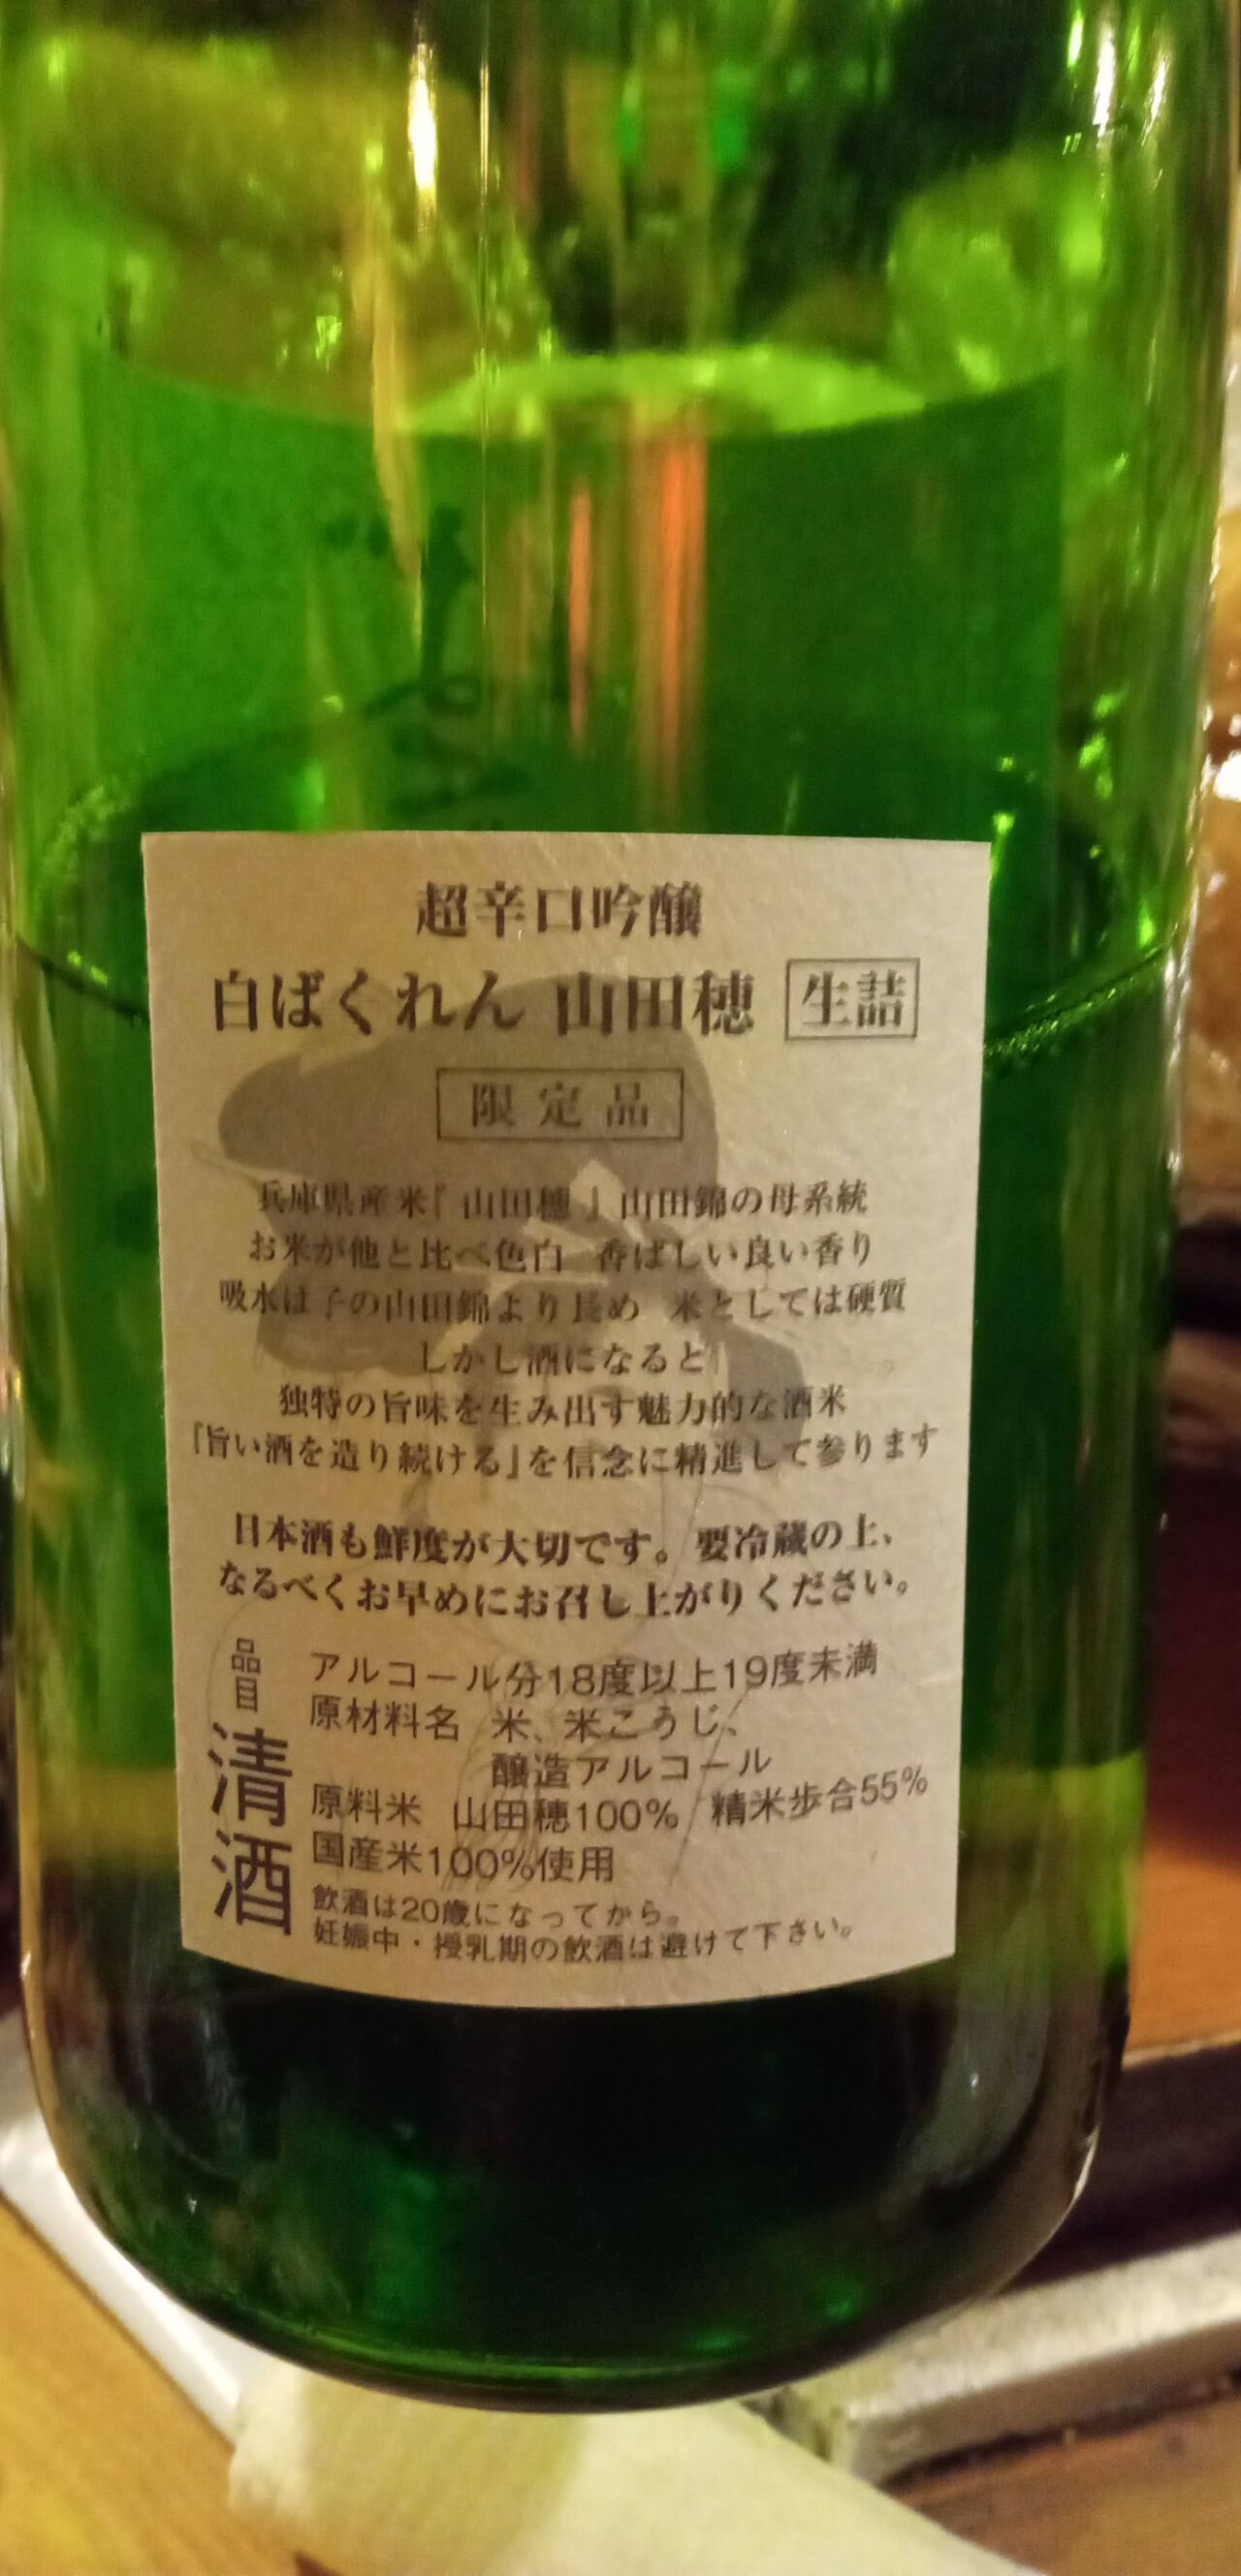 超辛口吟醸
白ばくれん 山田穂 生詰
限定品
兵庫県産米『山田穂』山田錦の母系統
お米が他と比べ色白 香ばしい良い香り
吸水は子の山田錦より長め 米としては硬質
しかし酒になると
独特の旨味を生み出す魅力的な酒米
「旨い酒を造り続ける」を信念に精進して参ります
日本酒も鮮度が大切です。要冷蔵の上、
なるべくお早めにお召し上がりください。
品目
清酒
アルコール分18度以上19度未満
原材料名 米、米こうじ、
醸造アルコール
原料米 山田穂100% 精米歩合55%
国産米100%使用
飲酒は20歳になってから。
妊娠中・授乳期の飲酒は避けて下さい。